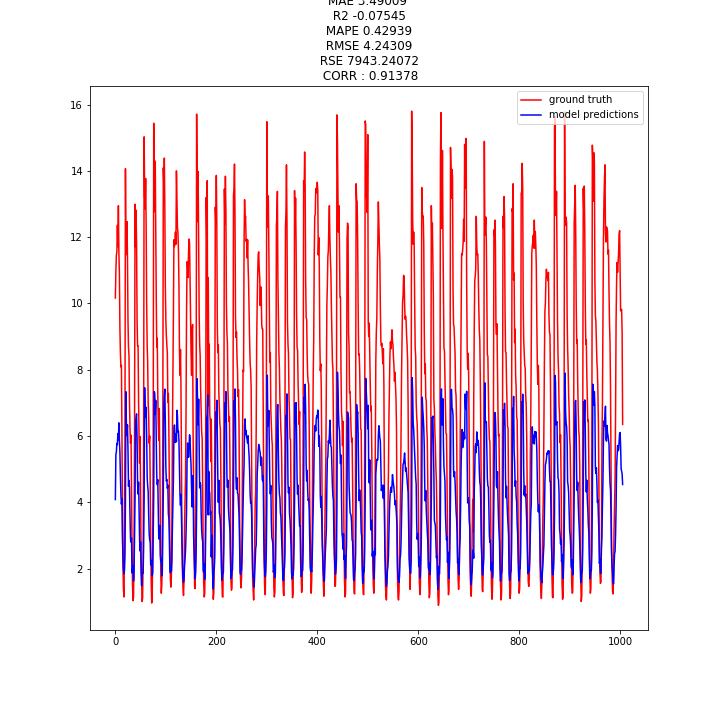 MAE 3.49009
R2 -0.07545
MAPE 0.42939
RMSE 4.24309
RSE 7943.24072
CORR : 0.91378
ground truth
model predictions
16
14
12
10
8
6
4
2
0
200
400
600
800
1000